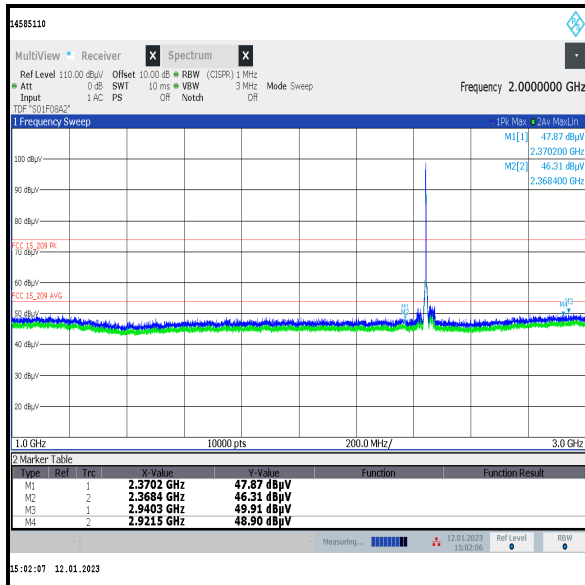 14585110
MultiView Receiver X Spectrum X
Ref Level 110.00 dBµV Offset 10.00 dB RBW (CISPR) 1 MHz
Att 0 dB SWT 10 ms VBW 3 MHz Mode Sweep Frequency 2.0000000 GHz
Input 1 AC PS Off Notch Off
TDF "S01F08A2"
1 Frequency Sweep 1Pk Max 2Av MaxLin
M1[1] 47.87 dBµV
2.370200 GHz
M2[2] 46.31 dBµV
2.368400 GHz
100 dBµV
90 dBµV
80 dBµV
FCC 15_209 PK
70 dBµV
60 dBµV
FCC 15_209 AVG
50 dBµV
M1
M4 M3
40 dBµV
30 dBµV
20 dBµV
1.0 GHz 10000 pts 200.0 MHz/ 3.0 GHz
2 Marker Table
Type Ref Trc X-Value Y-Value Function Function Result
M1 1 2.3702 GHz 47.87 dBµV
M2 2 2.3684 GHz 46.31 dBµV
M3 1 2.9403 GHz 49.91 dBµV
M4 2 2.9215 GHz 48.90 dBµV
Measuring... 12.01.2023 Ref Level RBW
15:02:06
15:02:07 12.01.2023